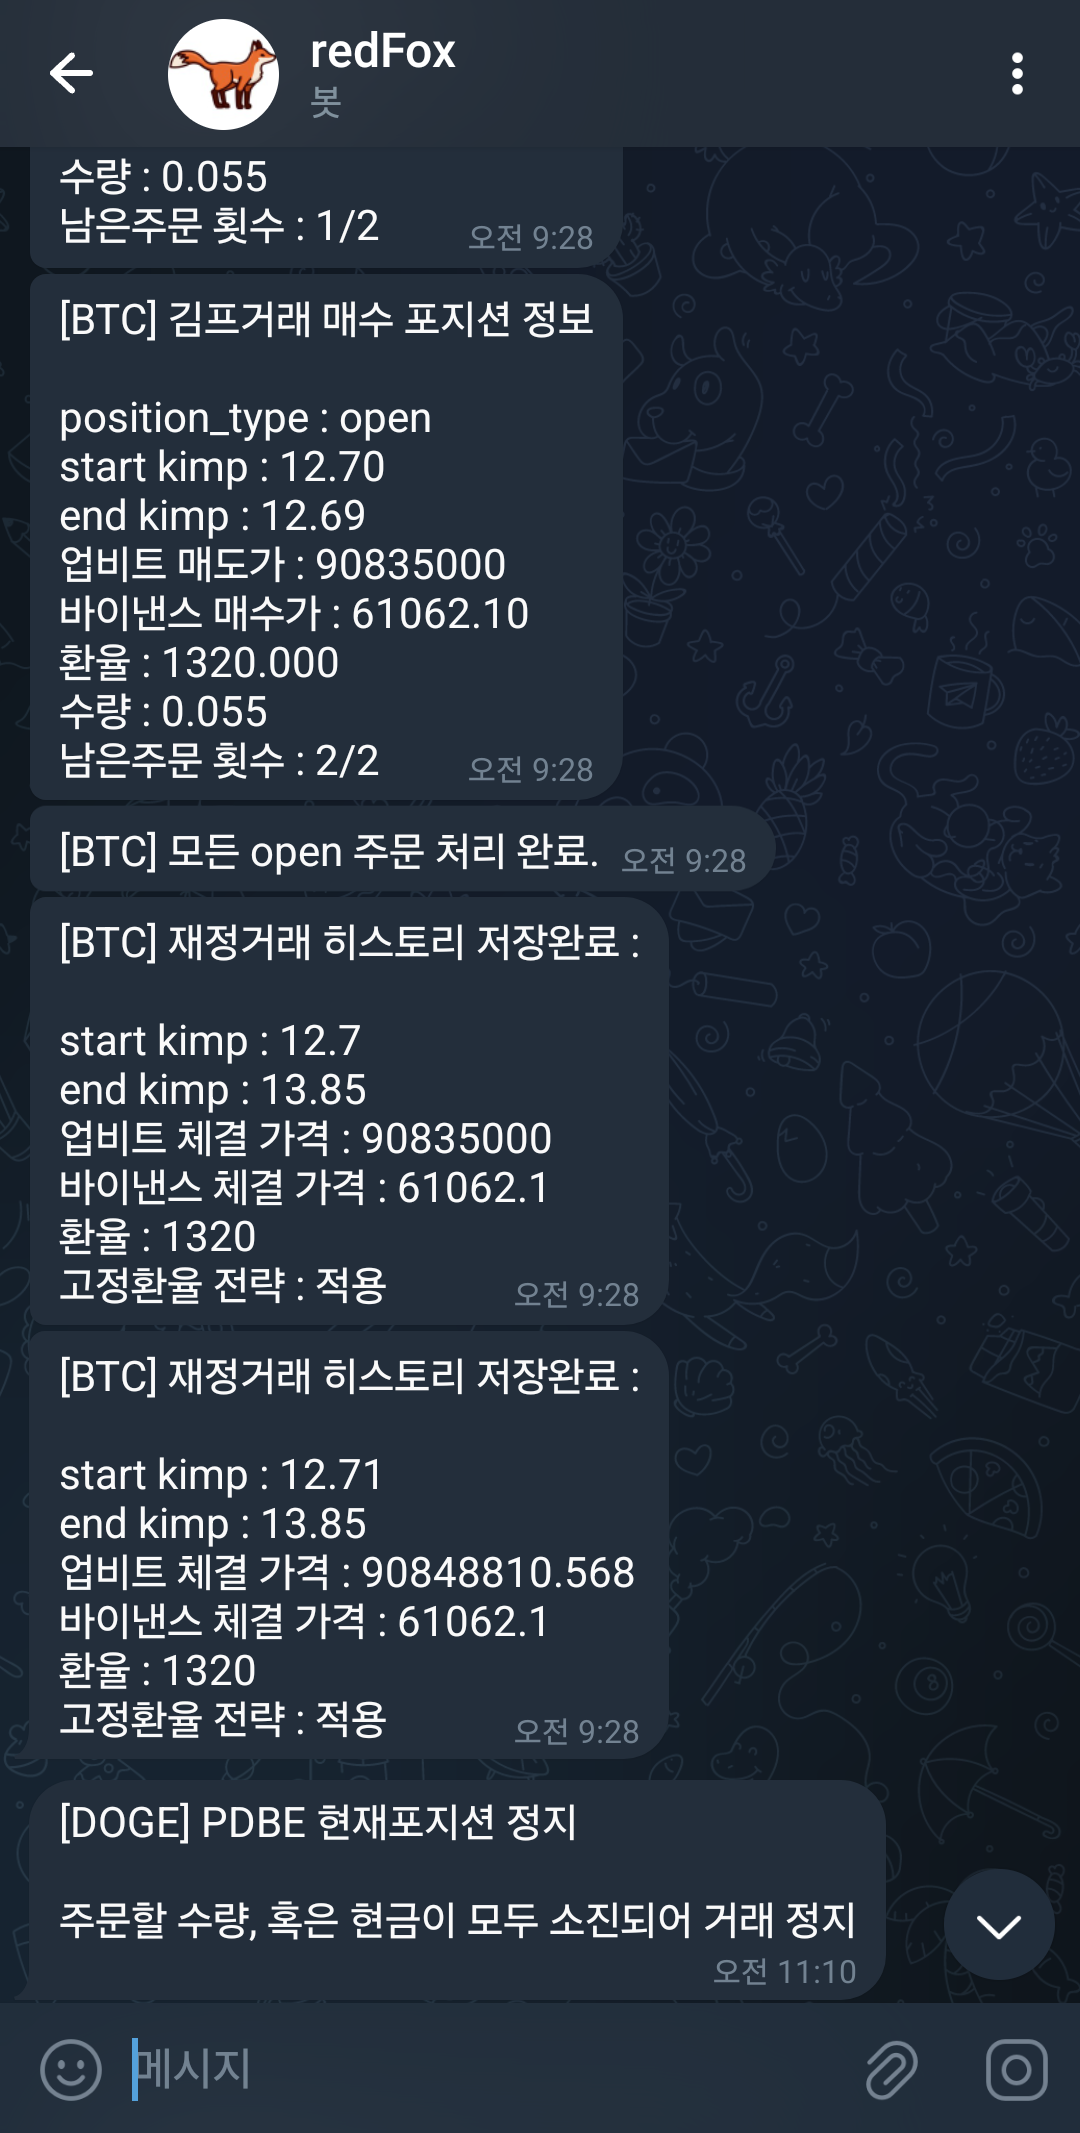 redFox
봇
수량 : 0.055
남은주문 횟수 : 1/2
오전 9:28
[BTC] 김프거래 매수 포지션 정보
position_type : open
start kimp : 12.70
end kimp : 12.69
업비트 매도가 : 90835000
바이낸스 매수가 : 61062.10
환율 : 1320.000
수량 : 0.055
남은주문 횟수 : 2/2
오전 9:28
[BTC] 모든 open 주문 처리 완료.
오전 9:28
[BTC] 재정거래 히스토리 저장완료 :
start kimp : 12.7
end kimp : 13.85
업비트 체결 가격 : 90835000
바이낸스 체결 가격 : 61062.1
환율 : 1320
고정환율 전략 : 적용
오전 9:28
[BTC] 재정거래 히스토리 저장완료 :
start kimp : 12.71
end kimp : 13.85
업비트 체결 가격 : 90848810.568
바이낸스 체결 가격 : 61062.1
환율 : 1320
고정환율 전략 : 적용
오전 9:28
[DOGE] PDBE 현재포지션 정지
주문할 수량, 혹은 현금이 모두 소진되어 거래 정지
오전 11:10
메시지